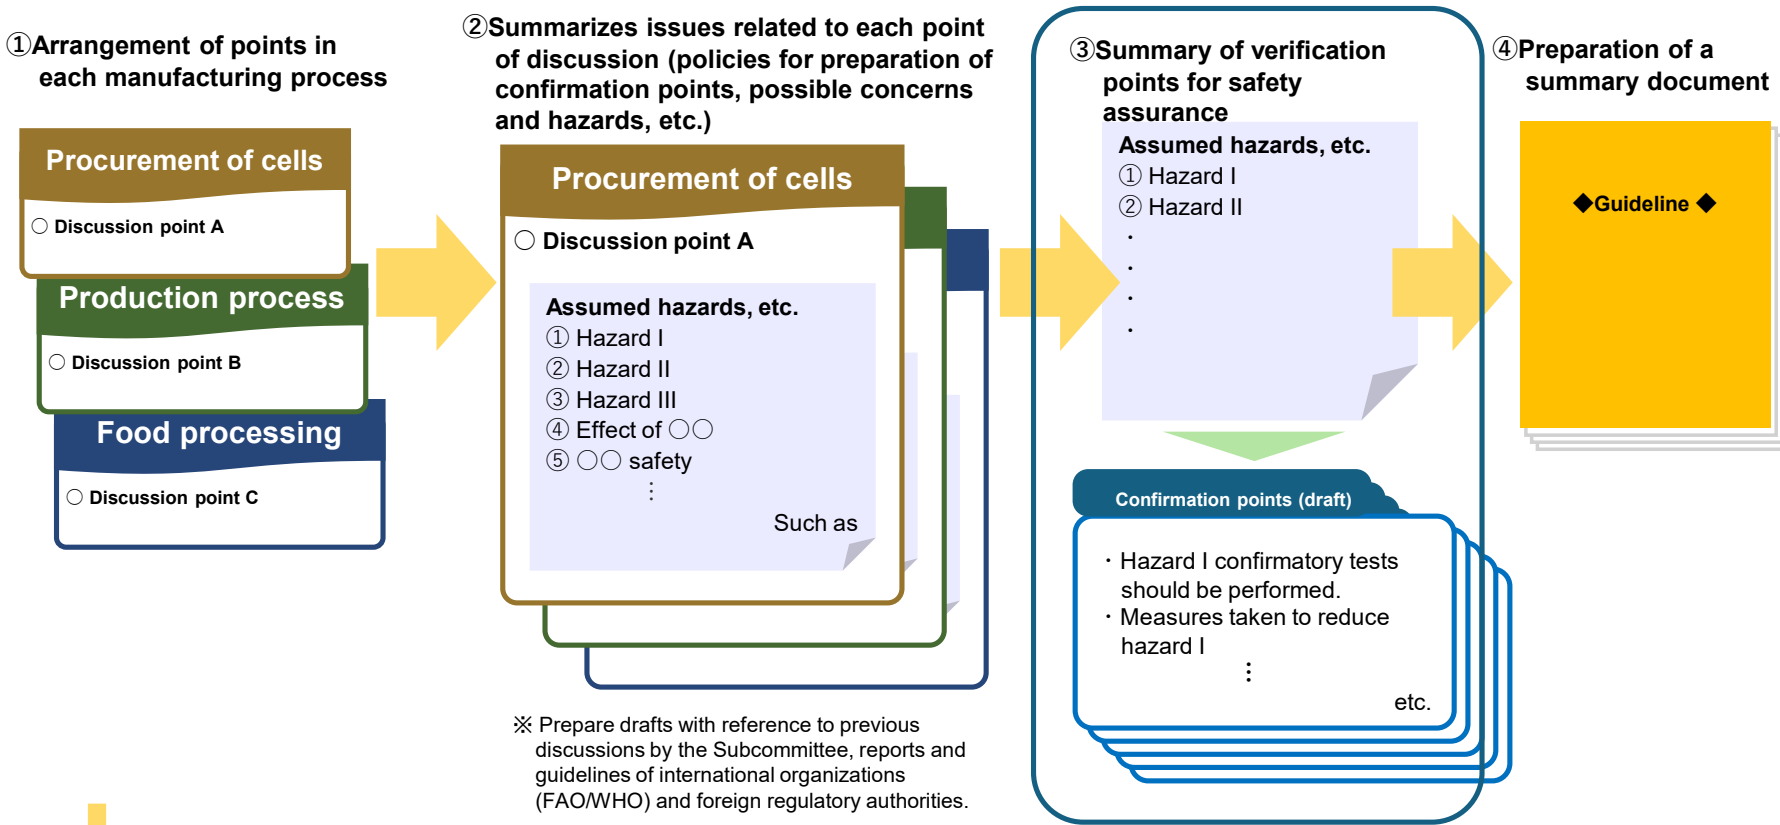 ①Arrangement of points in
each manufacturing process
Procurement of cells
○ Discussion point A
Production process
○ Discussion point B
Food processing
○ Discussion point C
②Summarizes issues related to each point
of discussion (policies for preparation of
confirmation points, possible concerns
and hazards, etc.)
Procurement of cells
○ Discussion point A
Assumed hazards, etc.
① Hazard I
② Hazard II
③ Hazard III
④ Effect of ○○
⑤ ○○ safety
⋮
Such as
※ Prepare drafts with reference to previous
discussions by the Subcommittee, reports and
guidelines of international organizations
(FAO/WHO) and foreign regulatory authorities.
③Summary of verification
points for safety
assurance
Assumed hazards, etc.
① Hazard I
② Hazard II
・
・
・
・
Confirmation points (draft)
・Hazard I confirmatory tests
should be performed.
・Measures taken to reduce
hazard I
⋮
etc.
④Preparation of a
summary document
◆Guideline ◆